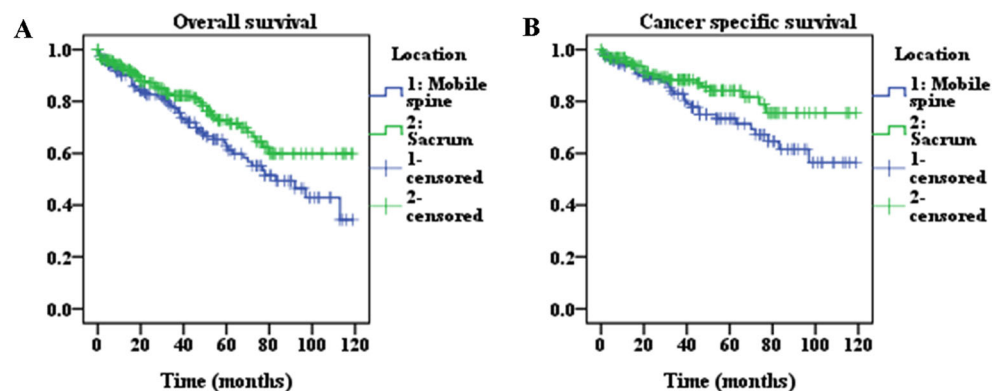 A
Overall survival
1.0
0.8
0.6
0.4
0.2
0.0
0 20 40 60 80 100 120
Time (months)
Location
1: Mobile
spine
2:
Sacrum
1-
censored
2-
censored
B
Cancer specific survival
1.0
0.8
0.6
0.4
0.2
0.0
0 20 40 60 80 100 120
Time (months)
Location
1: Mobile
spine
2:
Sacrum
1-
censored
2-
censored